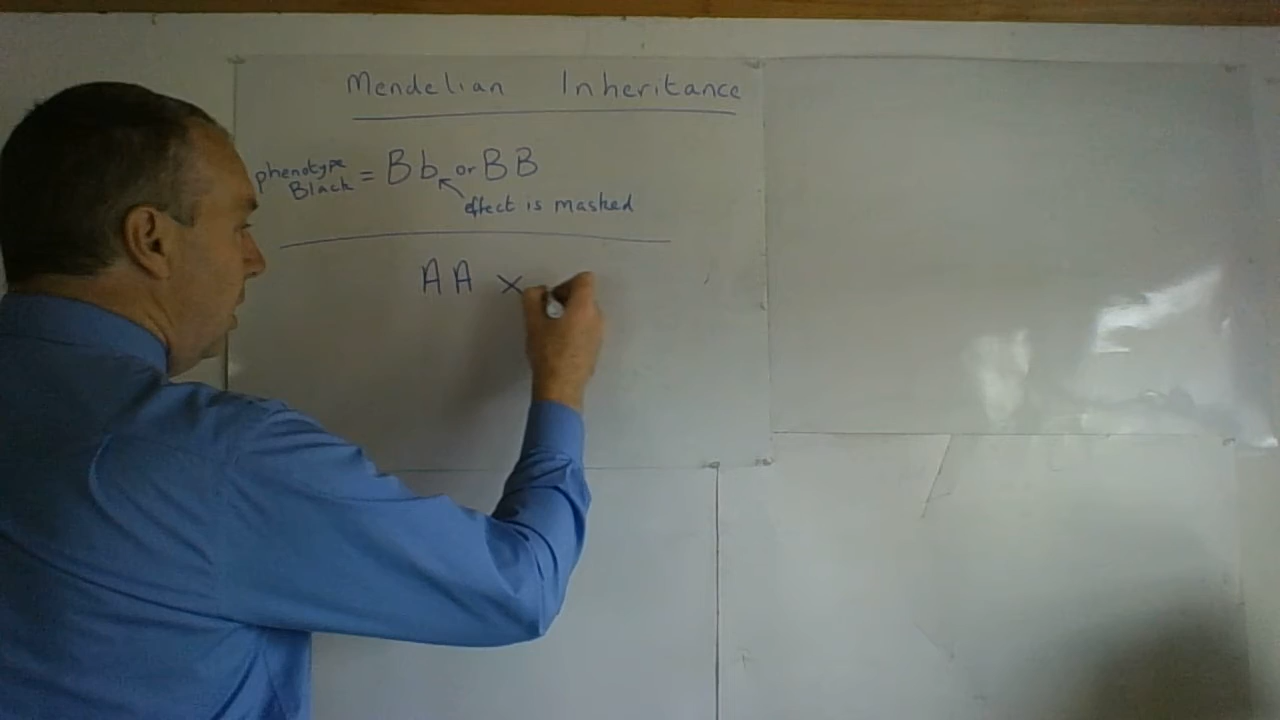 Mendelian Inheritance
phenotype
Black = Bb or BB
effect is masked
AA ×